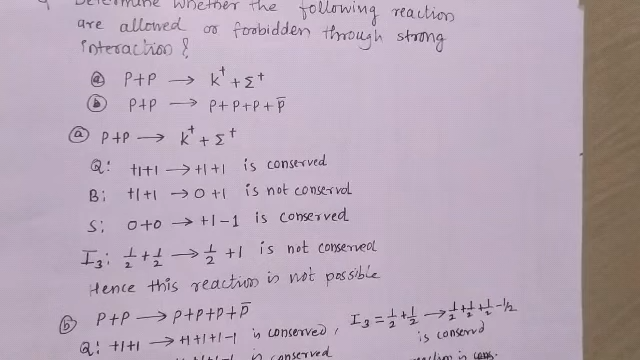 Determine whether the following reaction
are allowed or forbidden through strong
interaction?
ⓐ P+P → K⁺ + Σ⁺
ⓑ P+P → P+P+P+p̄
ⓐ P+P → K⁺ + Σ⁺
Q: +1+1 → +1+1 is conserved
B: +1+1 → 0+1 is not conserved
S: 0+0 → +1-1 is conserved
I₃: ½+½ → ½+1 is not conserved
Hence this reaction is not possible
ⓑ P+P → P+P+P+p̄
I₃ = ½+½ → ½+½+½-1/2
Q: +1+1 → +1+1+1-1 is conserved,
is conserved
is conserved